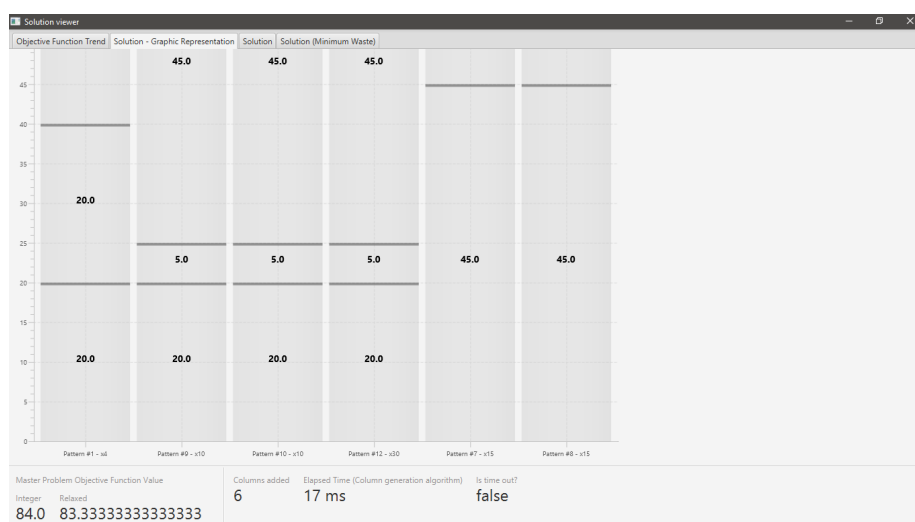 Solution viewer
Objective Function Trend
Solution - Graphic Representation
Solution
Solution (Minimum Waste)
45.0 45.0 45.0
45
40
35
20.0
30
25
5.0 5.0 5.0 45.0 45.0
20
15
20.0 20.0 20.0 20.0
10
5
0
Pattern #1 - x4 Pattern #9 - x10 Pattern #10 - x10 Pattern #12 - x30 Pattern #7 - x15 Pattern #8 - x15
Master Problem Objective Function Value
Integer Relaxed
84.0 83.33333333333333
Columns added Elapsed Time (Column generation algorithm) Is time out?
6 17 ms false